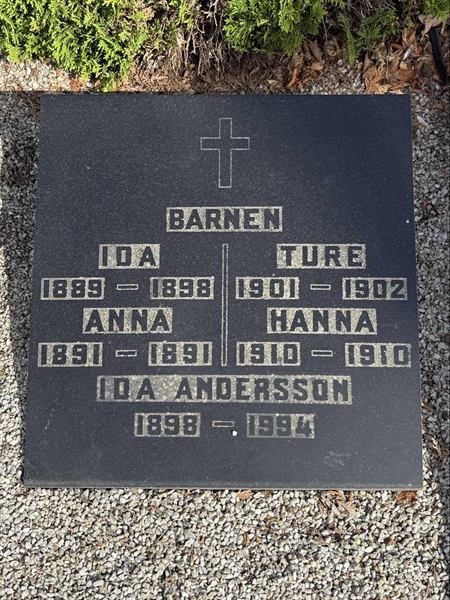 BARNEN
IDA TURE
1889 – 1898 1901 – 1902
ANNA HANNA
1891 – 1891 1910 – 1910
IDA ANDERSSON
1898 – 1994